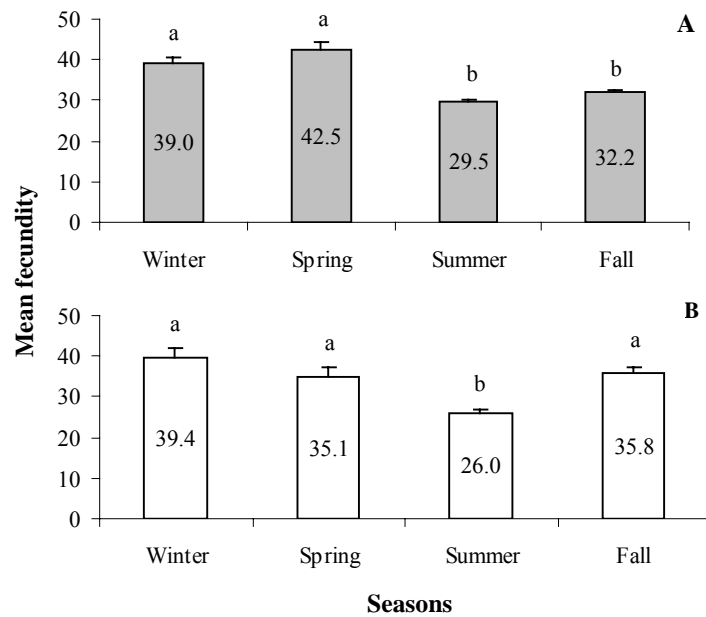 A
50
40
30
20
10
0
a a b b
39.0 42.5 29.5 32.2
Winter Spring Summer Fall
Mean fecundity
B
50
40
30
20
10
0
a a b a
39.4 35.1 26.0 35.8
Winter Spring Summer Fall
Seasons